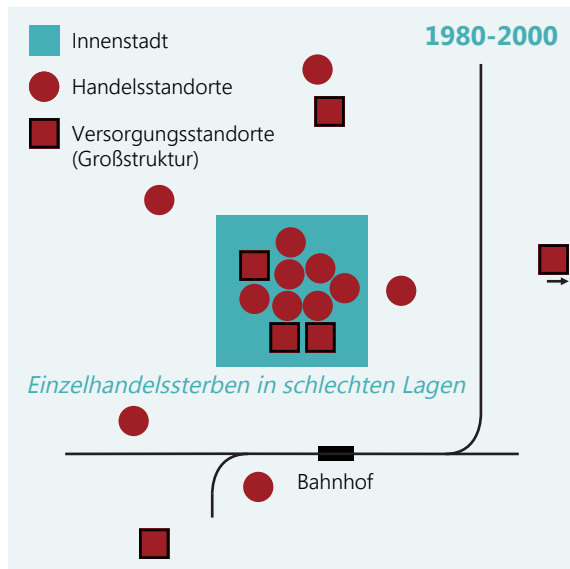 1980-2000
Innenstadt
Handelsstandorte
Versorgungsstandorte
(Großstruktur)
Einzelhandelssterben in schlechten Lagen
Bahnhof